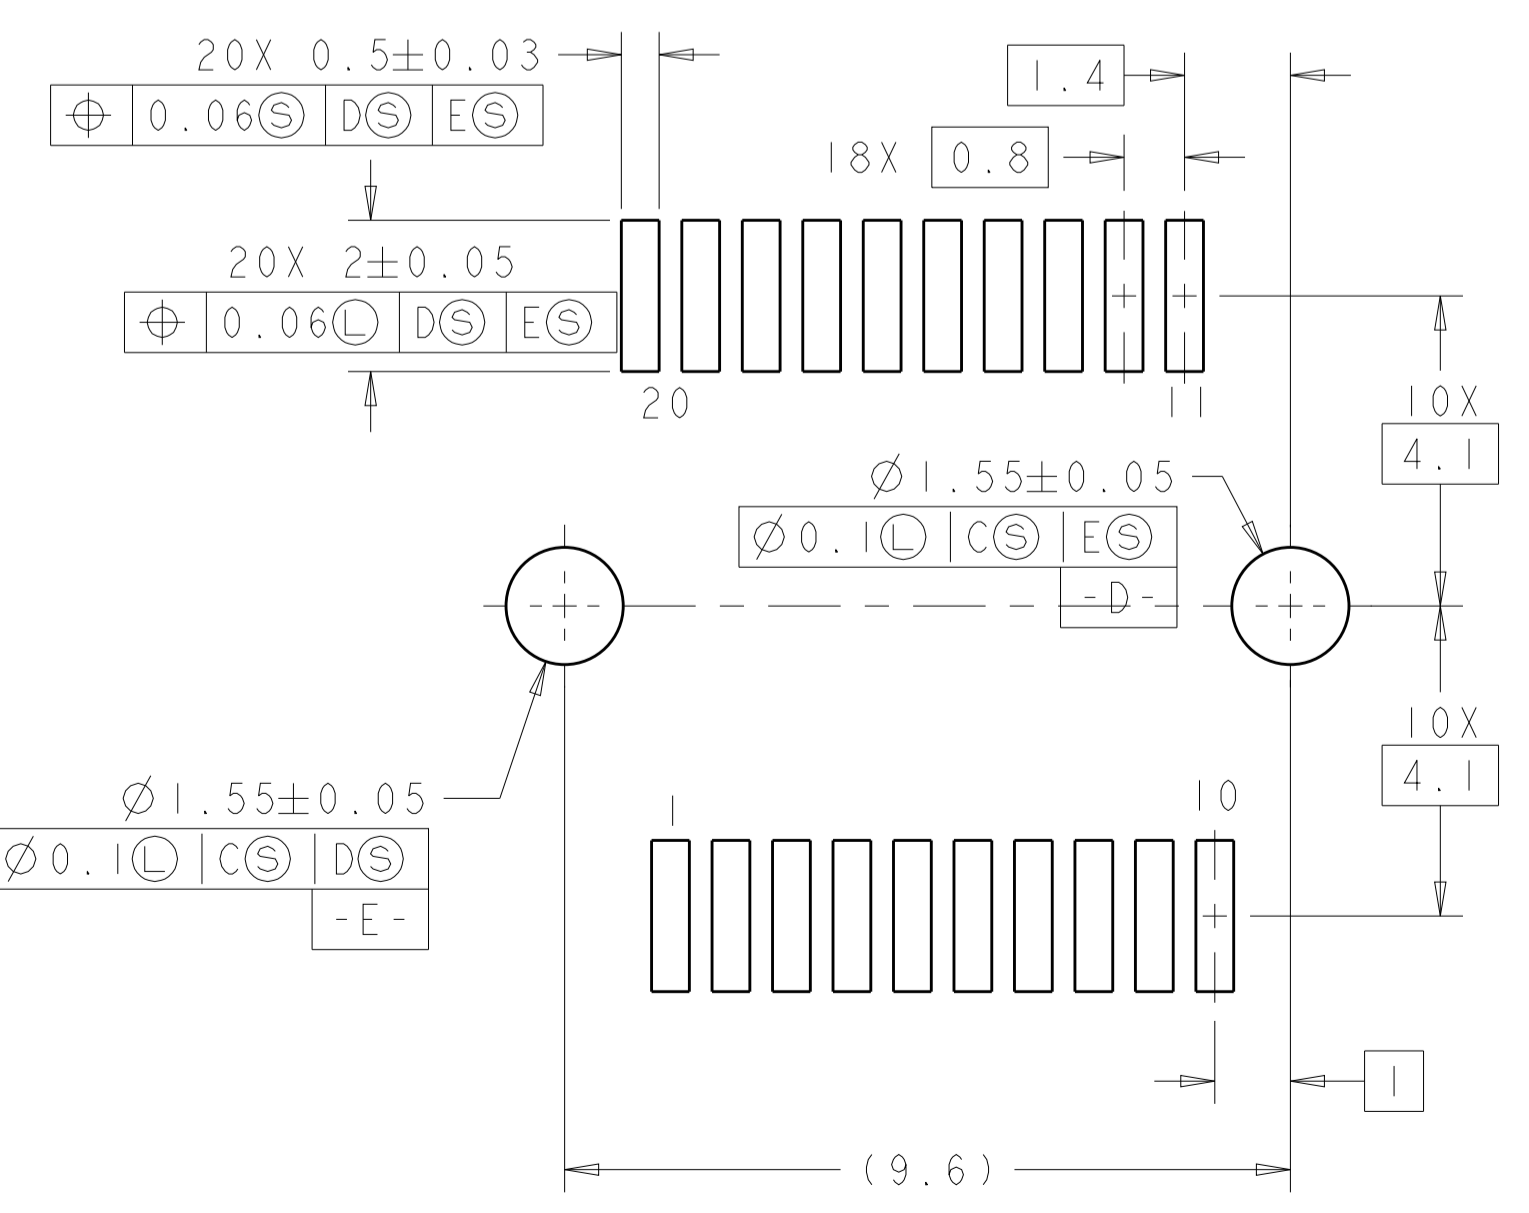 20X 0.5±0.03
⌖ 0.06Ⓢ DⓈ EⓈ
1.4
18X 0.8
20X 2±0.05
⌖ 0.06Ⓛ DⓈ EⓈ
20
11
10X
4.1
Ø1.55±0.05
Ø0.1Ⓛ CⓈ EⓈ
-D-
10X
4.1
Ø1.55±0.05
Ø0.1Ⓛ CⓈ DⓈ
-E-
1
10
1
(9.6)